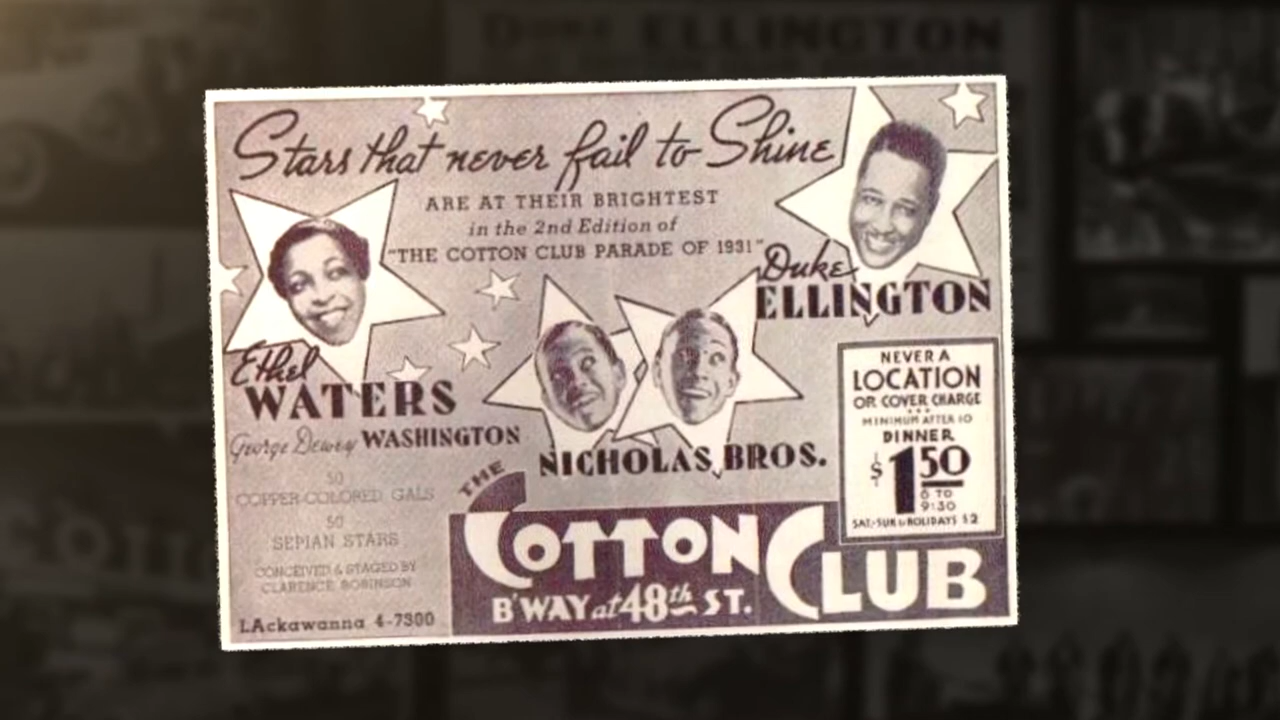 Duke ELLINGTON
Stars that never fail to Shine
ARE AT THEIR BRIGHTEST
in the 2nd Edition of
"THE COTTON CLUB PARADE OF 1931"
Duke
ELLINGTON
Ethel
WATERS
George Dewey WASHINGTON
NICHOLAS BROS.
50
COPPER-COLORED GALS
50
SEPIAN STARS
CONCEIVED & STAGED BY
CLARENCE ROBINSON
LAckawanna 4-7300
NEVER A
LOCATION
OR COVER CHARGE
MINIMUM AFTER 10
DINNER
$1.50
6 TO
9:30
SAT.-SUN & HOLIDAYS $2
THE
COTTON CLUB
B'WAY at 48th ST.